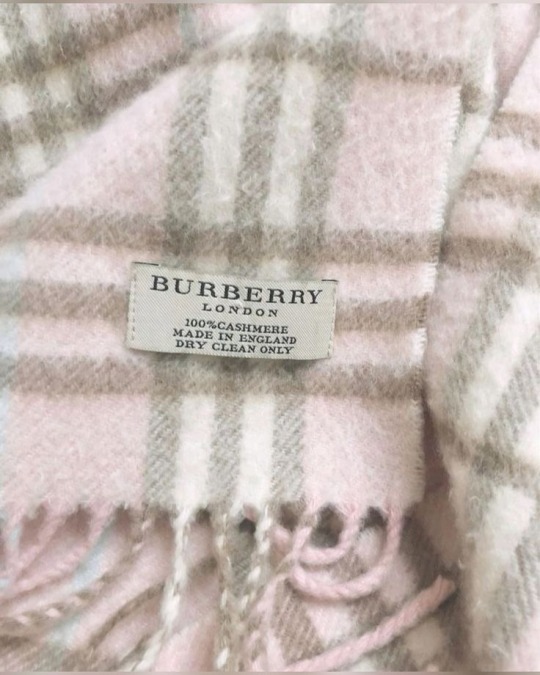 BURBERRY
LONDON
100%CASHMERE
MADE IN ENGLAND
DRY CLEAN ONLY